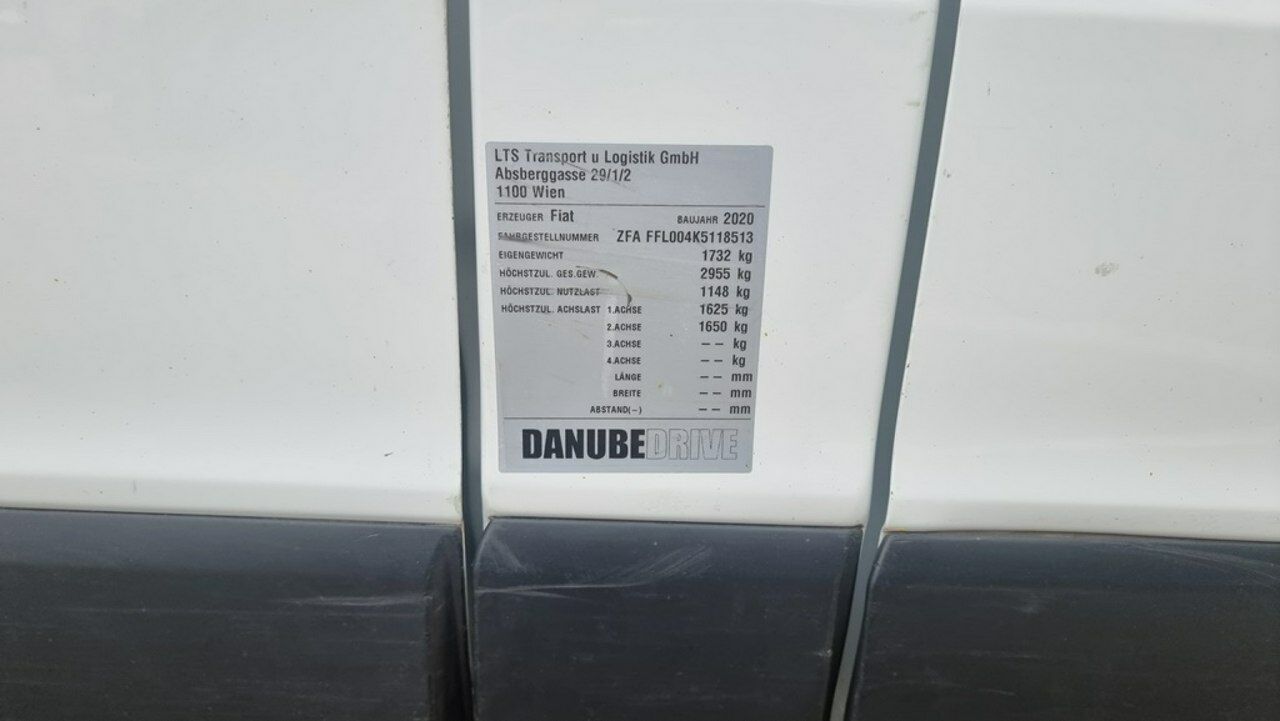 LTS Transport u Logistik GmbH
Absberggasse 29/1/2
1100 Wien
ERZEUGER Fiat BAUJAHR 2020
FAHRGESTELLNUMMER ZFA FFL004K5118513
EIGENGEWICHT 1732 kg
HÖCHSTZUL. GES.GEW. 2955 kg
HÖCHSTZUL. NUTZLAST 1148 kg
HÖCHSTZUL. ACHSLAST 1.ACHSE 1625 kg
2.ACHSE 1650 kg
3.ACHSE -- kg
4.ACHSE -- kg
LÄNGE -- mm
BREITE -- mm
ABSTAND(-) -- mm
DANUBEDRIVE